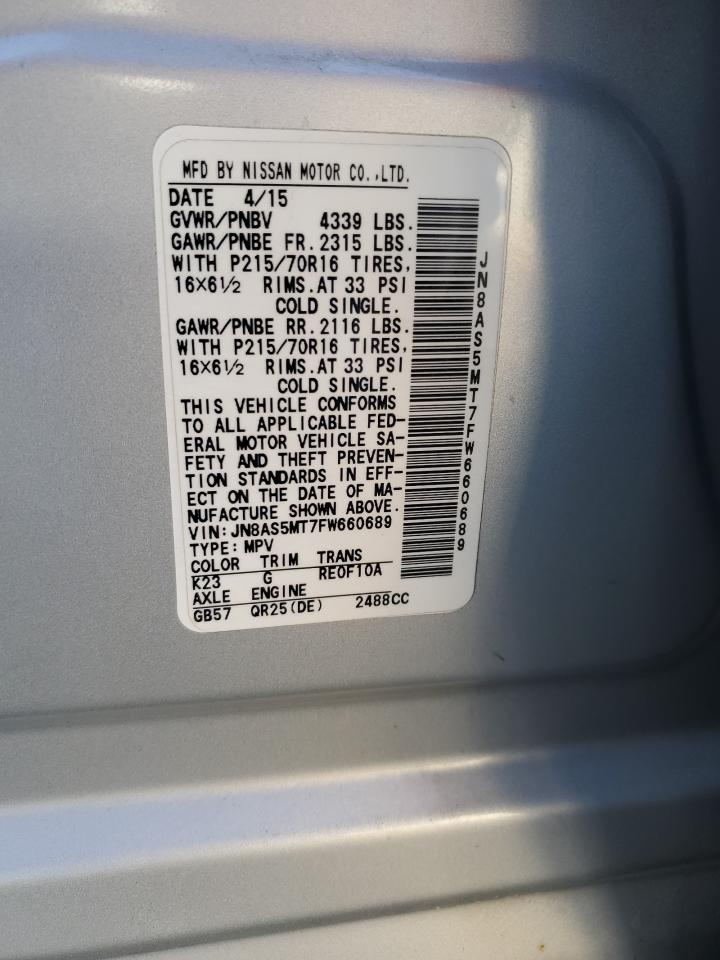 MFD BY NISSAN MOTOR CO.,LTD.
DATE 4/15
GVWR/PNBV 4339 LBS.
GAWR/PNBE FR. 2315 LBS.
WITH P215/70R16 TIRES,
16×6½ RIMS. AT 33 PSI
COLD SINGLE.
GAWR/PNBE RR. 2116 LBS.
WITH P215/70R16 TIRES,
16×6½ RIMS. AT 33 PSI
COLD SINGLE.
THIS VEHICLE CONFORMS
TO ALL APPLICABLE FED-
ERAL MOTOR VEHICLE SA-
FETY AND THEFT PREVEN-
TION STANDARDS IN EFF-
ECT ON THE DATE OF MA-
NUFACTURE SHOWN ABOVE.
VIN: JN8AS5MT7FW660689
TYPE: MPV
COLOR TRIM TRANS
K23 G RE0F10A
AXLE ENGINE
GB57 QR25(DE) 2488CC
JN8AS5MT7FW660689